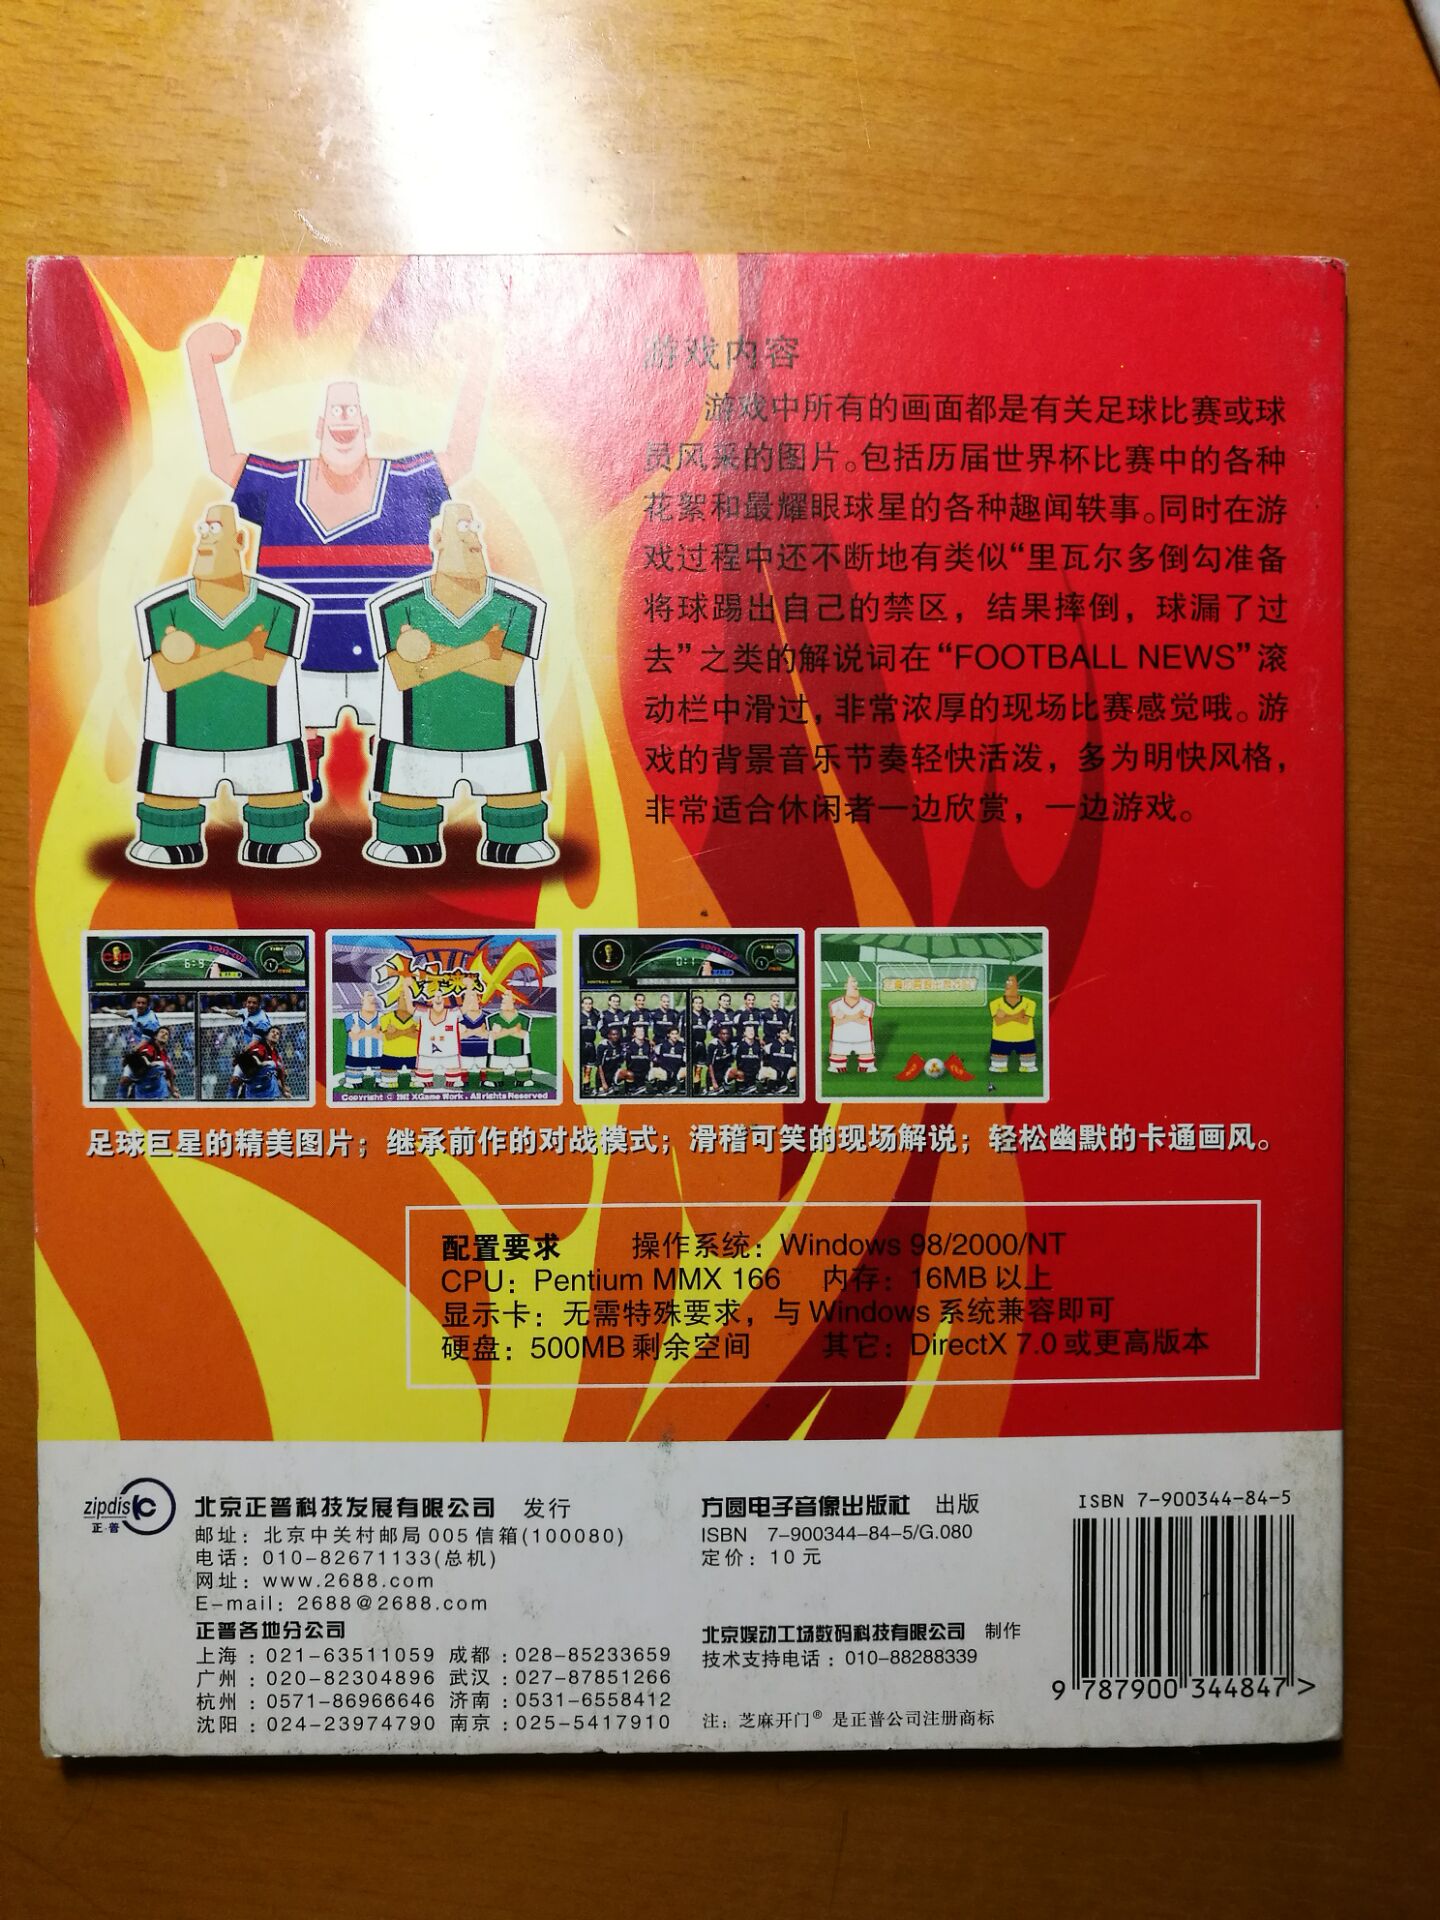 游戏内容
游戏中所有的画面都是有关足球比赛或球
员风采的图片。包括历届世界杯比赛中的各种
花絮和最耀眼球星的各种趣闻轶事。同时在游
戏过程中还不断地有类似“里瓦尔多倒勾准备
将球踢出自己的禁区，结果摔倒，球漏了过
去”之类的解说词在“FOOTBALL NEWS”滚
动栏中滑过，非常浓厚的现场比赛感觉哦。游
戏的背景音乐节奏轻快活泼，多为明快风格，
非常适合休闲者一边欣赏，一边游戏。
Copyright © 2002 XGame Work. All rights Reserved
足球巨星的精美图片；继承前作的对战模式；滑稽可笑的现场解说；轻松幽默的卡通画风。
配置要求 操作系统：Windows 98/2000/NT
CPU：Pentium MMX 166 内存：16MB以上
显示卡：无需特殊要求，与Windows系统兼容即可
硬盘：500MB剩余空间 其它：DirectX 7.0或更高版本
zipdisk
正·普
北京正普科技发展有限公司 发行
邮址：北京中关村邮局005信箱(100080)
电话：010-82671133(总机)
网址：www.2688.com
E-mail：2688@2688.com
正普各地分公司
上海：021-63511059 成都：028-85233659
广州：020-82304896 武汉：027-87851266
杭州：0571-86966646 济南：0531-6558412
沈阳：024-23974790 南京：025-5417910
方圆电子音像出版社 出版
ISBN 7-900344-84-5/G.080
定价：10元
北京娱动工场数码科技有限公司 制作
技术支持电话：010-88288339
注：芝麻开门® 是正普公司注册商标
ISBN 7-900344-84-5
9 787900 344847 >